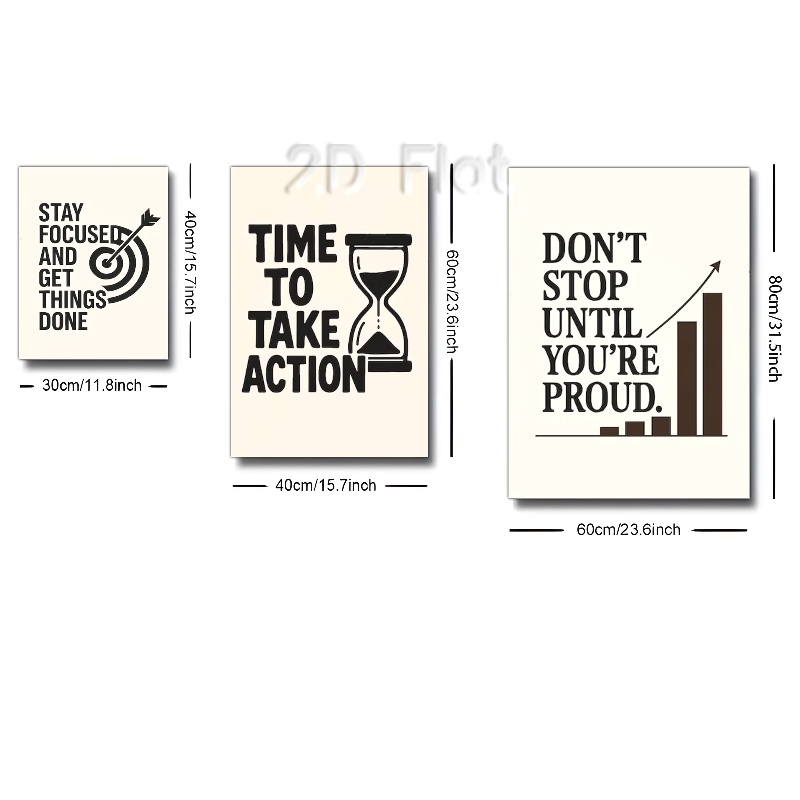 2D Flat
STAY
FOCUSED
AND
GET
THINGS
DONE
40cm/15.7inch
30cm/11.8inch
TIME
TO
TAKE
ACTION
60cm/23.6inch
40cm/15.7inch
DON'T
STOP
UNTIL
YOU'RE
PROUD.
80cm/31.5inch
60cm/23.6inch